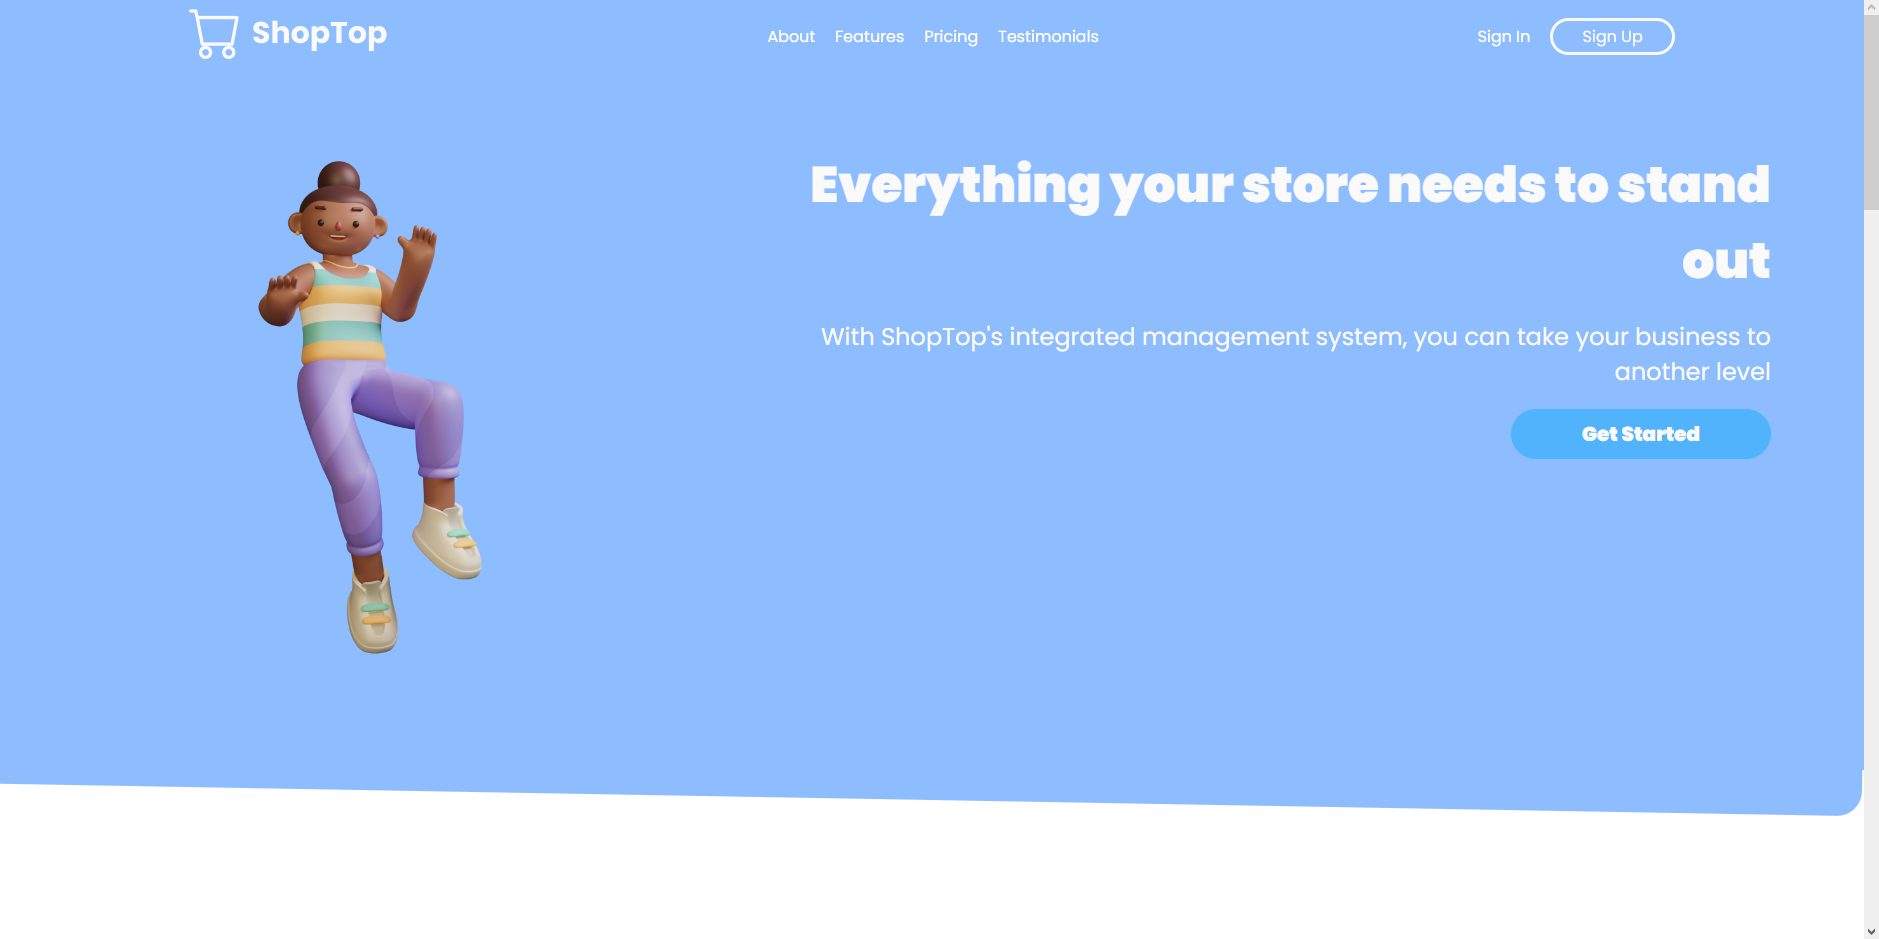 ShopTop
About Features Pricing Testimonials
Sign In Sign Up
Everything your store needs to stand
out
With ShopTop's integrated management system, you can take your business to
another level
Get Started